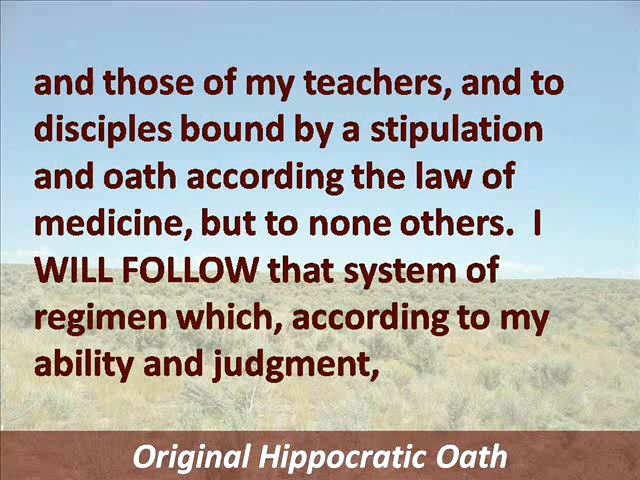 and those of my teachers, and to
disciples bound by a stipulation
and oath according the law of
medicine, but to none others.  I
WILL FOLLOW that system of
regimen which, according to my
ability and judgment,
Original Hippocratic Oath